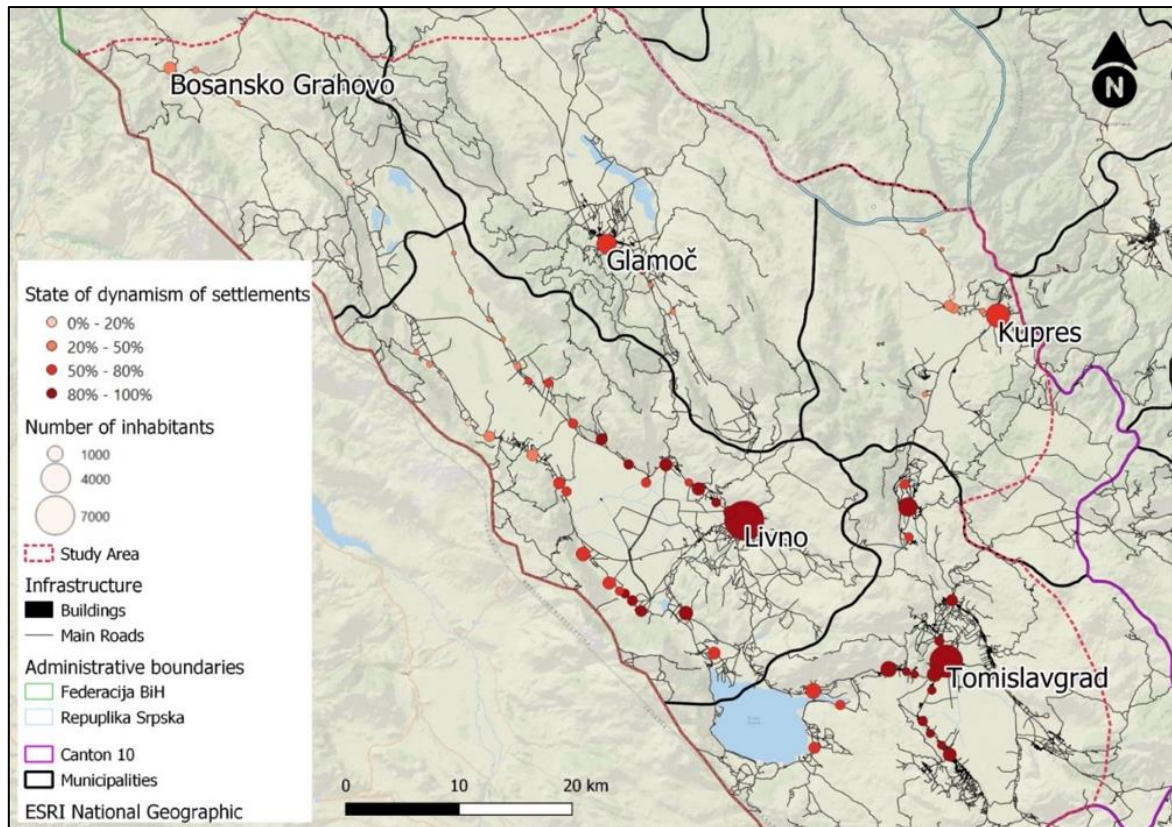 Bosansko Grahovo
N
Glamoč
Kupres
Livno
Tomislavgrad
State of dynamism of settlements
0% - 20%
20% - 50%
50% - 80%
80% - 100%
Number of inhabitants
1000
4000
7000
Study Area
Infrastructure
Buildings
Main Roads
Administrative boundaries
Federacija BiH
Repuplika Srpska
Canton 10
Municipalities
ESRI National Geographic
0 10 20 km